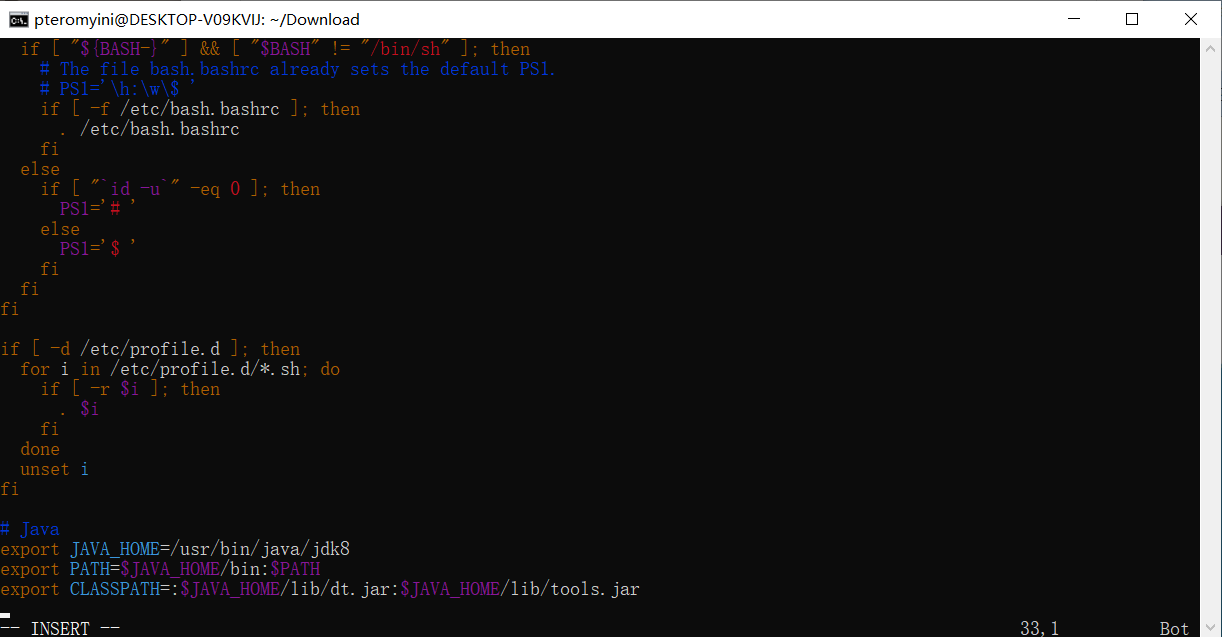 pteromyini@DESKTOP-V09KVIJ: ~/Download
  if [ "${BASH-}" ] && [ "$BASH" != "/bin/sh" ]; then
    # The file bash.bashrc already sets the default PS1.
    # PS1='\h:\w\$ '
    if [ -f /etc/bash.bashrc ]; then
      . /etc/bash.bashrc
    fi
  else
    if [ "`id -u`" -eq 0 ]; then
      PS1='# '
    else
      PS1='$ '
    fi
  fi
fi

if [ -d /etc/profile.d ]; then
  for i in /etc/profile.d/*.sh; do
    if [ -r $i ]; then
      . $i
    fi
  done
  unset i
fi

# Java
export JAVA_HOME=/usr/bin/java/jdk8
export PATH=$JAVA_HOME/bin:$PATH
export CLASSPATH=:$JAVA_HOME/lib/dt.jar:$JAVA_HOME/lib/tools.jar

-- INSERT -- 33,1 Bot